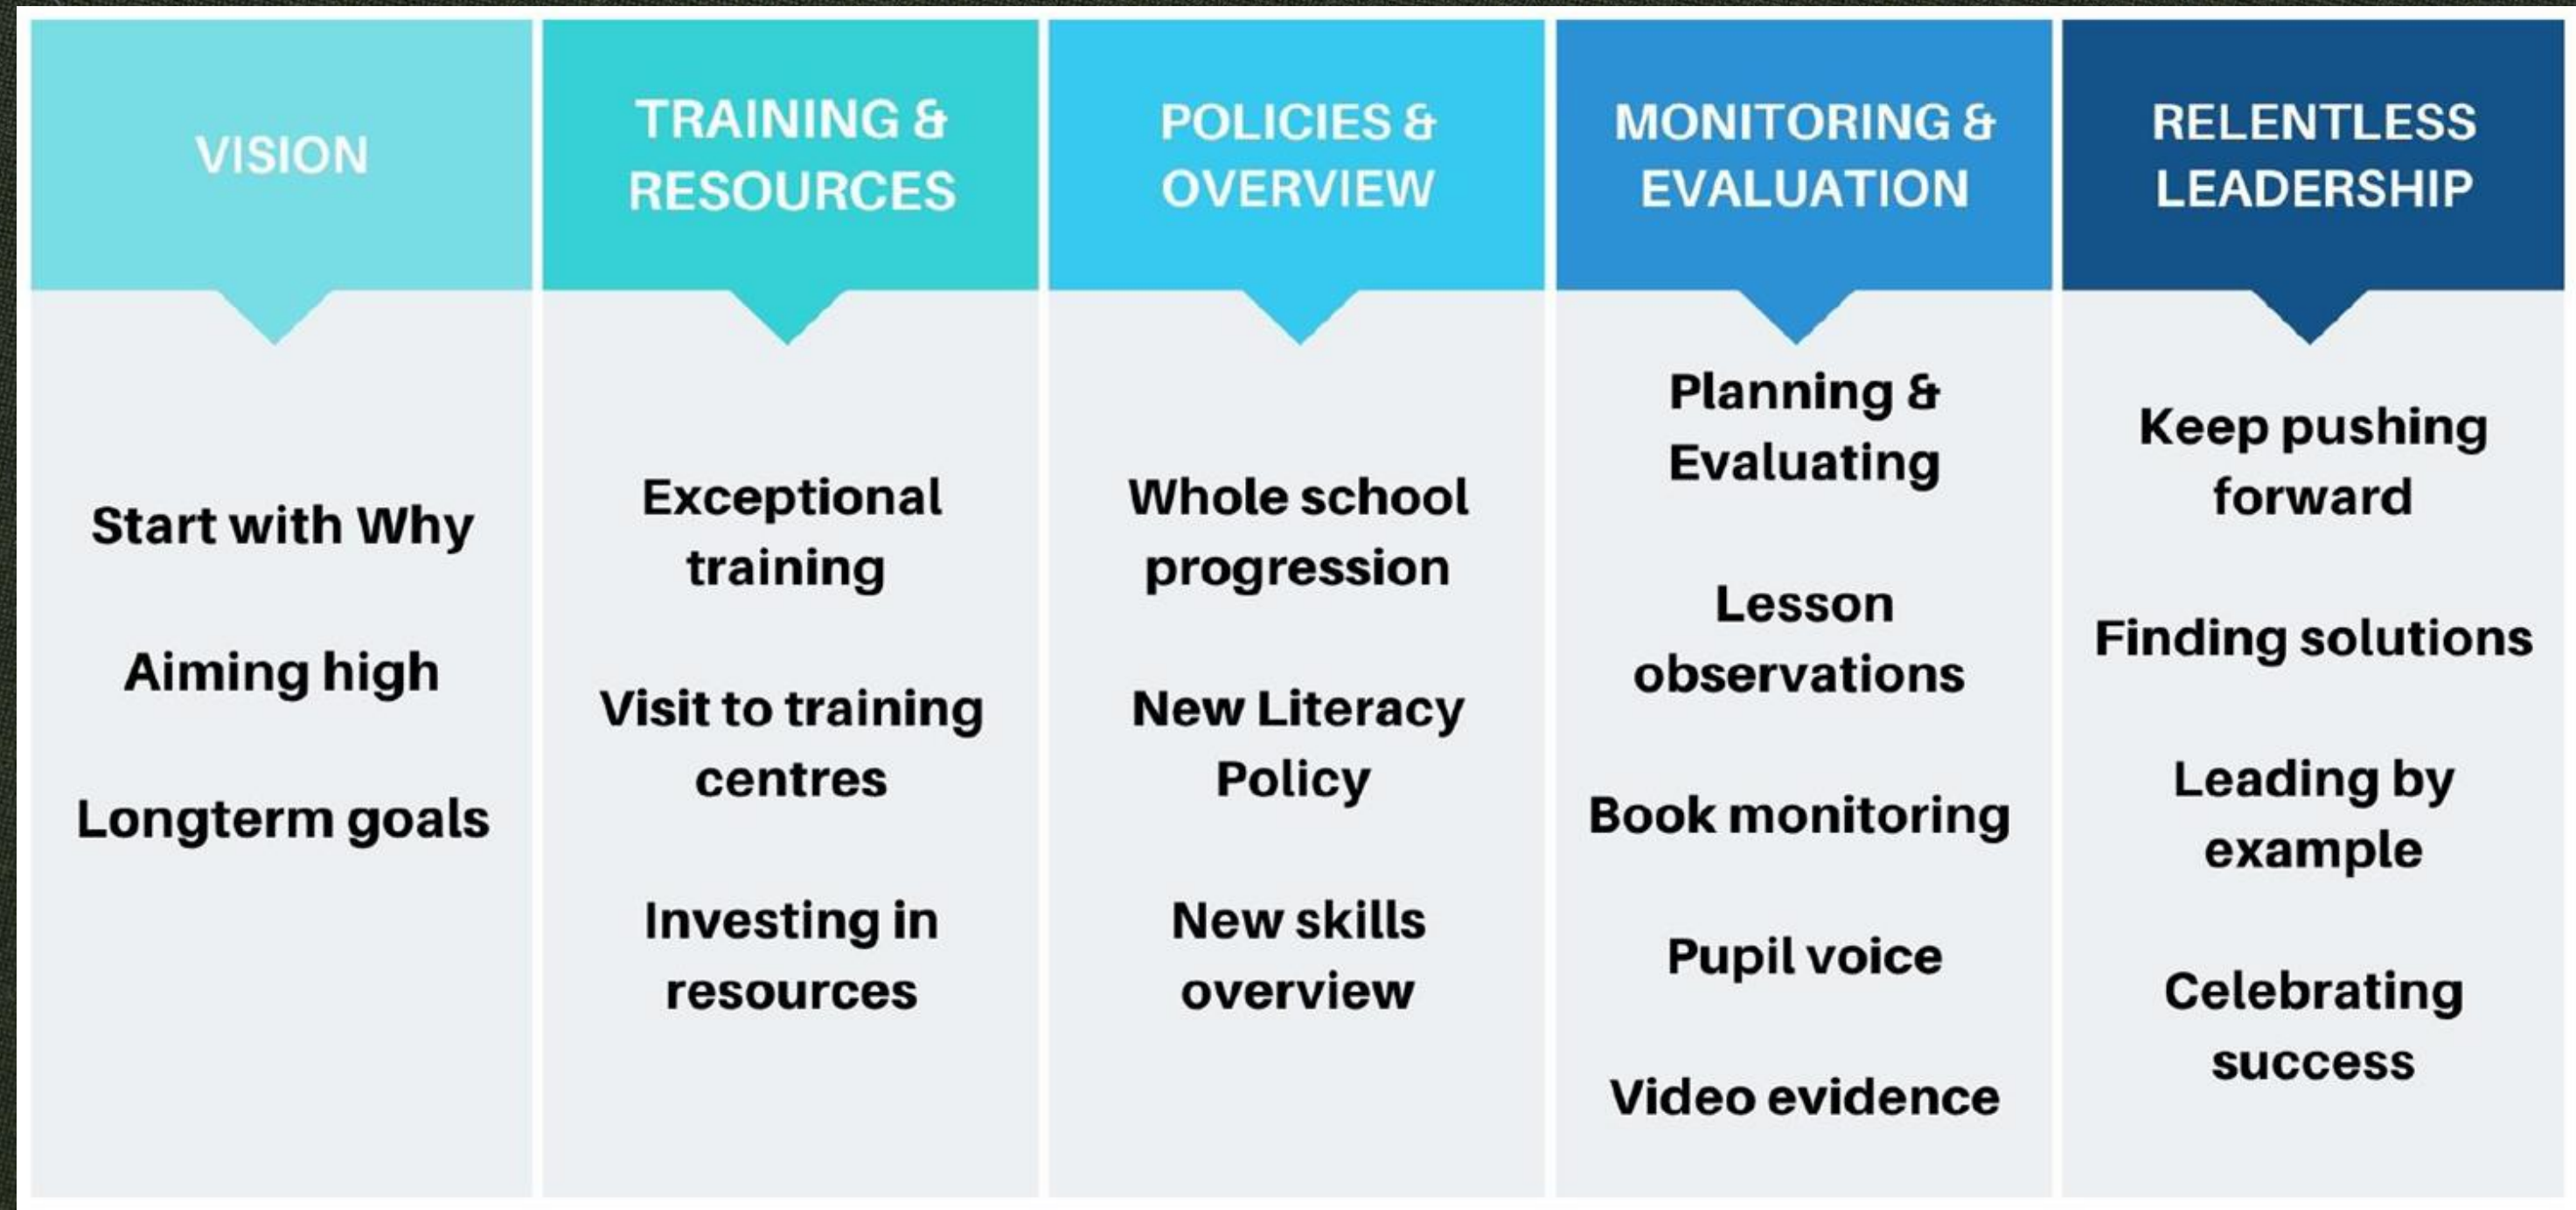 VISION
Start with Why
Aiming high
Longterm goals
TRAINING &
RESOURCES
Exceptional
training
Visit to training
centres
Investing in
resources
POLICIES &
OVERVIEW
Whole school
progression
New Literacy
Policy
New skills
overview
MONITORING &
EVALUATION
Planning &
Evaluating
Lesson
observations
Book monitoring
Pupil voice
Video evidence
RELENTLESS
LEADERSHIP
Keep pushing
forward
Finding solutions
Leading by
example
Celebrating
success